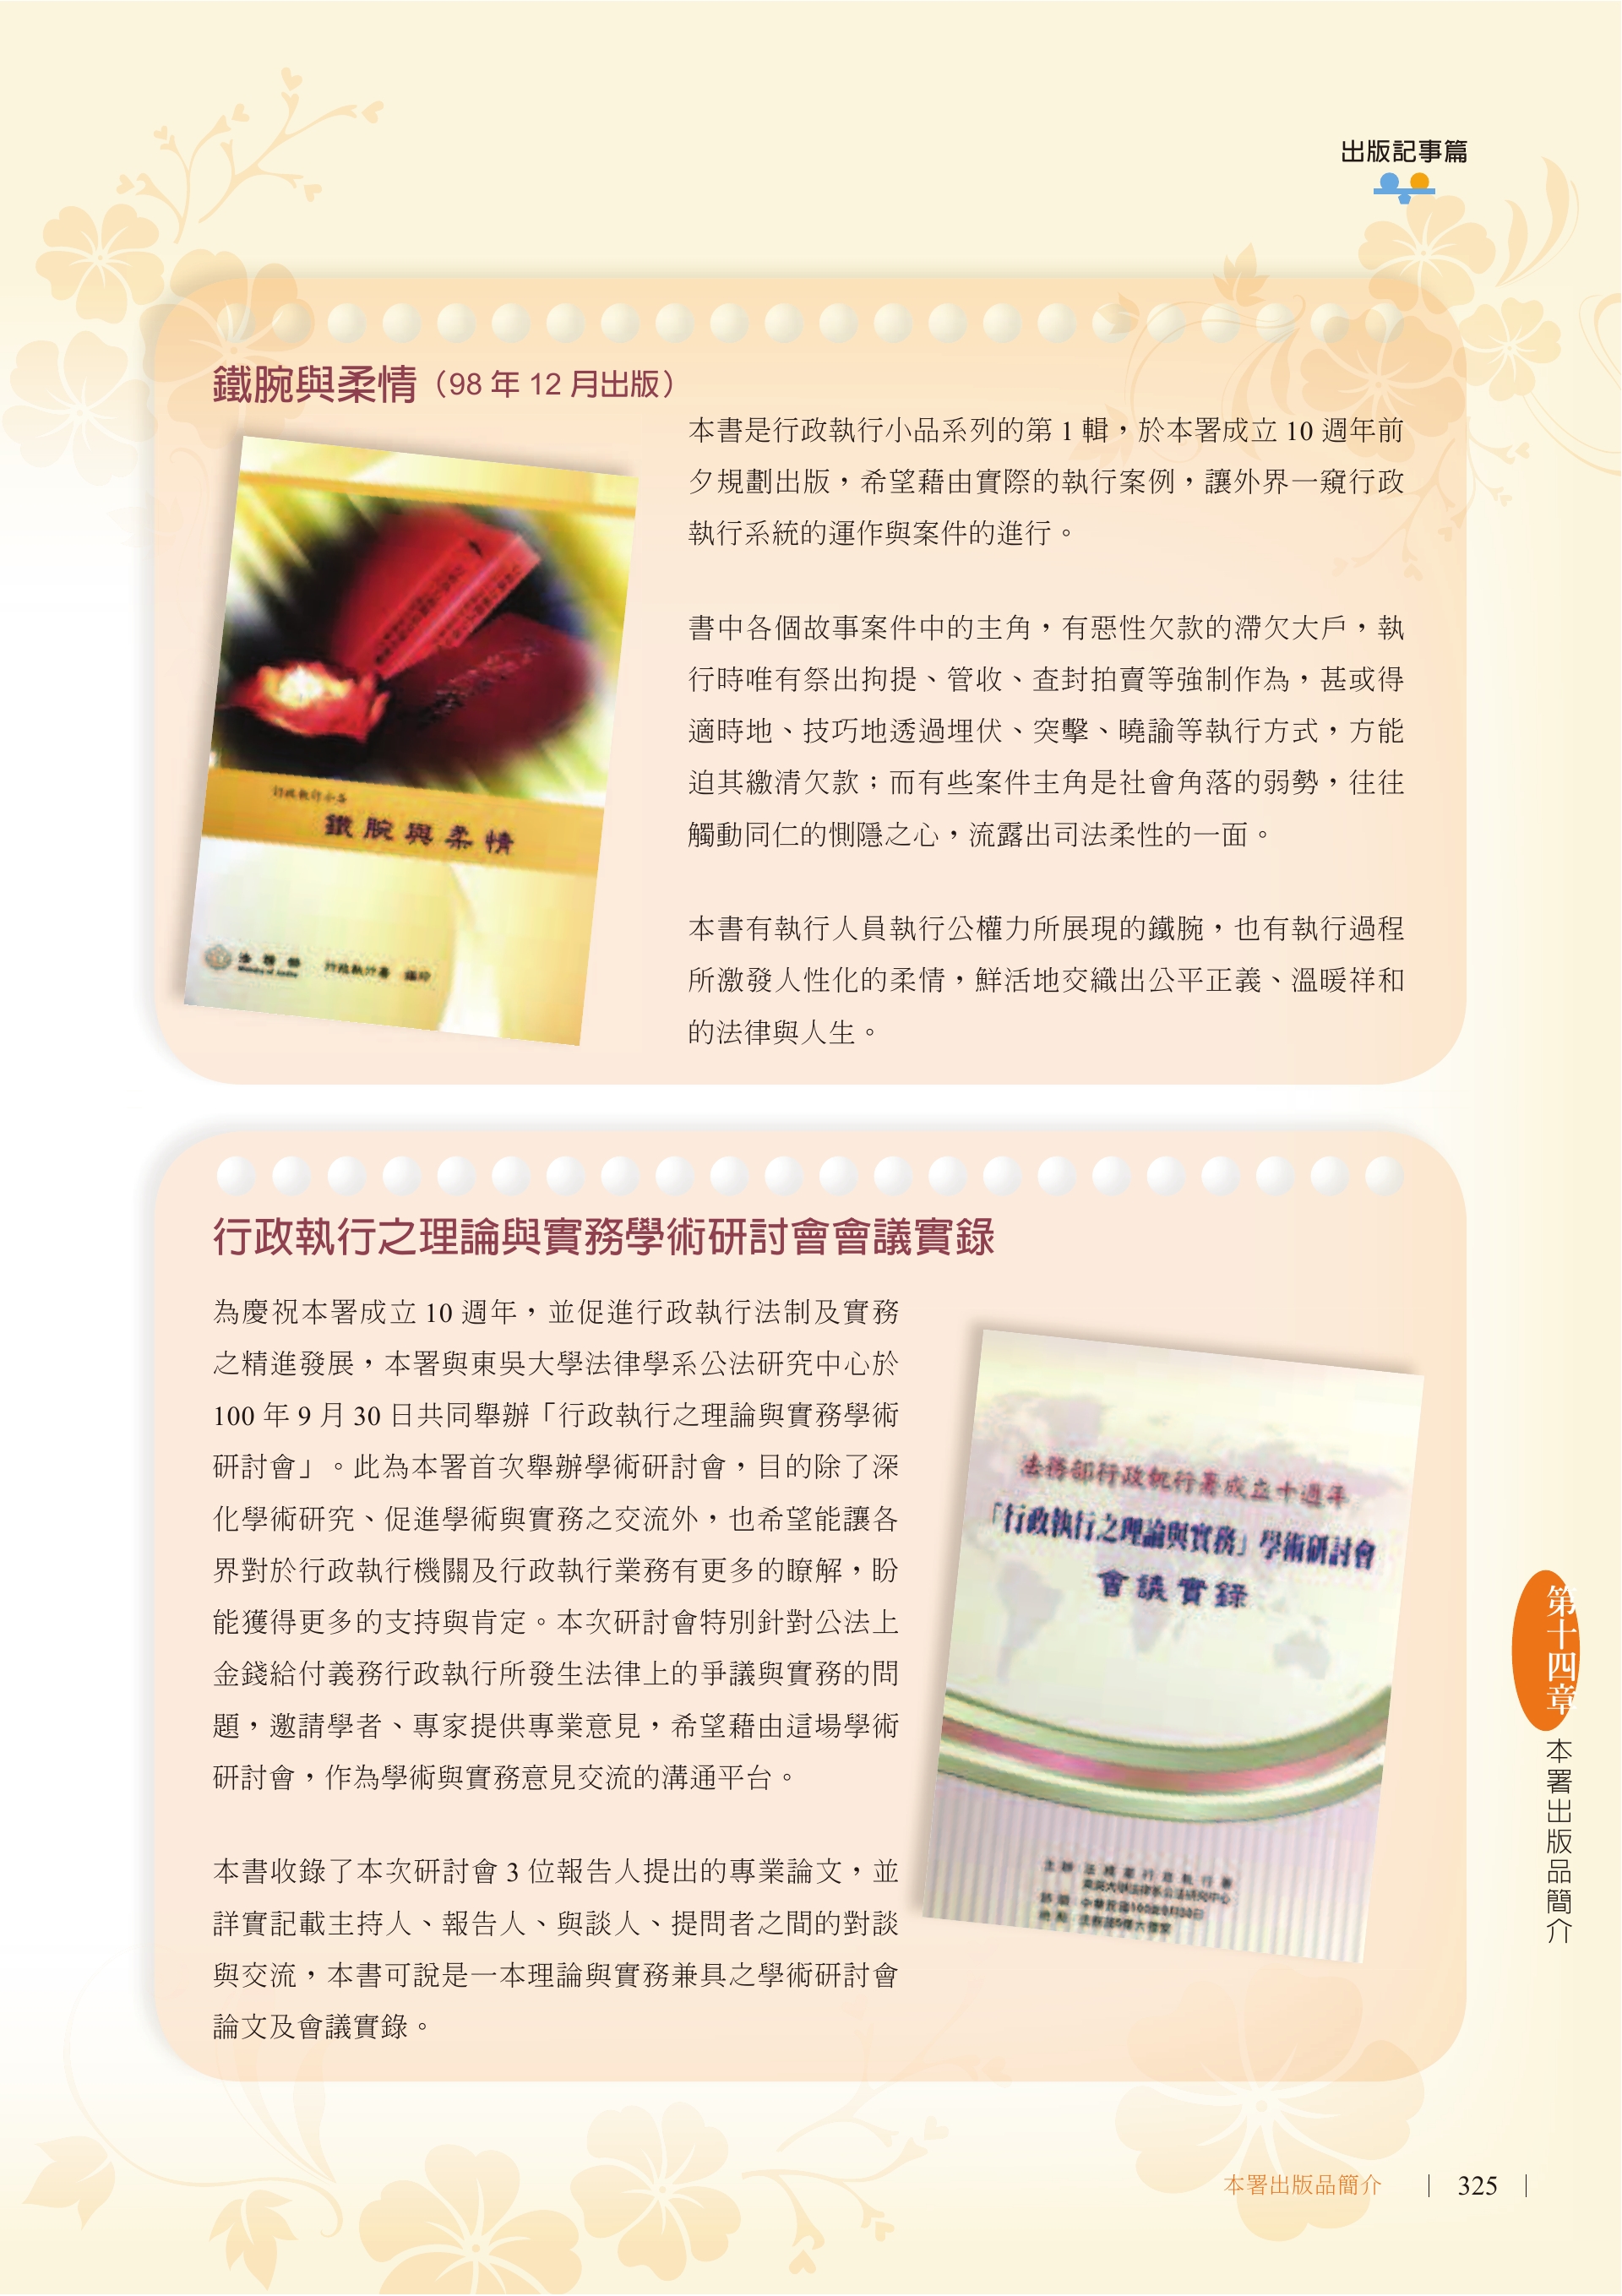 出版記事篇
鐵腕與柔情（98 年 12 月出版）
本書是行政執行小品系列的第 1 輯，於本署成立 10 週年前
夕規劃出版，希望藉由實際的執行案例，讓外界一窺行政
執行系統的運作與案件的進行。
書中各個故事案件中的主角，有惡性欠款的滯欠大戶，執
行時唯有祭出拘提、管收、查封拍賣等強制作為，甚或得
適時地、技巧地透過埋伏、突擊、曉諭等執行方式，方能
迫其繳清欠款；而有些案件主角是社會角落的弱勢，往往
觸動同仁的惻隱之心，流露出司法柔性的一面。
本書有執行人員執行公權力所展現的鐵腕，也有執行過程
所激發人性化的柔情，鮮活地交織出公平正義、溫暖祥和
的法律與人生。
行政執行小品
鐵腕與柔情
法務部
Ministry of Justice
行政執行署 編印
行政執行之理論與實務學術研討會會議實錄
為慶祝本署成立 10 週年，並促進行政執行法制及實務
之精進發展，本署與東吳大學法律學系公法研究中心於
100 年 9 月 30 日共同舉辦「行政執行之理論與實務學術
研討會」。此為本署首次舉辦學術研討會，目的除了深
化學術研究、促進學術與實務之交流外，也希望能讓各
界對於行政執行機關及行政執行業務有更多的瞭解，盼
能獲得更多的支持與肯定。本次研討會特別針對公法上
金錢給付義務行政執行所發生法律上的爭議與實務的問
題，邀請學者、專家提供專業意見，希望藉由這場學術
研討會，作為學術與實務意見交流的溝通平台。
本書收錄了本次研討會 3 位報告人提出的專業論文，並
詳實記載主持人、報告人、與談人、提問者之間的對談
與交流，本書可說是一本理論與實務兼具之學術研討會
論文及會議實錄。
法務部行政執行署成立十週年
「行政執行之理論與實務」學術研討會
會議實錄
主辦：法務部行政執行署
東吳大學法律學系公法研究中心
時間：中華民國100年9月30日
第十四章 本署出版品簡介
本署出版品簡介 325